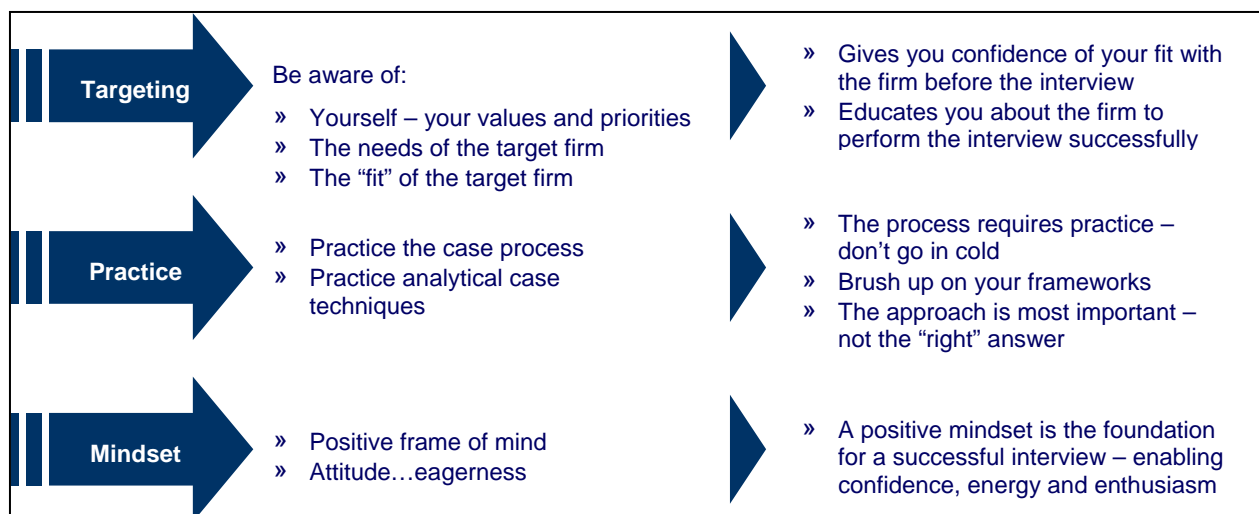 Targeting
Be aware of:
» Yourself – your values and priorities
» The needs of the target firm
» The “fit” of the target firm
» Gives you confidence of your fit with
the firm before the interview
» Educates you about the firm to
perform the interview successfully
Practice
» Practice the case process
» Practice analytical case
techniques
» The process requires practice –
don’t go in cold
» Brush up on your frameworks
» The approach is most important –
not the “right” answer
Mindset
» Positive frame of mind
» Attitude…eagerness
» A positive mindset is the foundation
for a successful interview – enabling
confidence, energy and enthusiasm